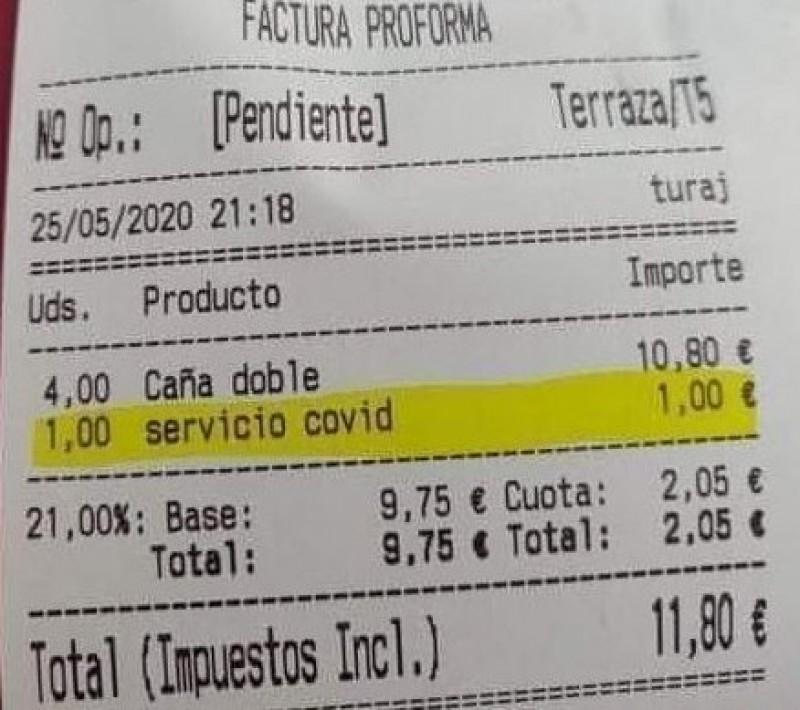 FACTURA PROFORMA
Nº Op.: [Pendiente] Terraza/T5
25/05/2020 21:18 turaj
Uds. Producto Importe
4,00 Caña doble 10,80 €
1,00 servicio covid 1,00 €
21,00%: Base: 9,75 € Cuota: 2,05 €
Total: 9,75 € Total: 2,05 €
Total (Impuestos Incl.) 11,80 €